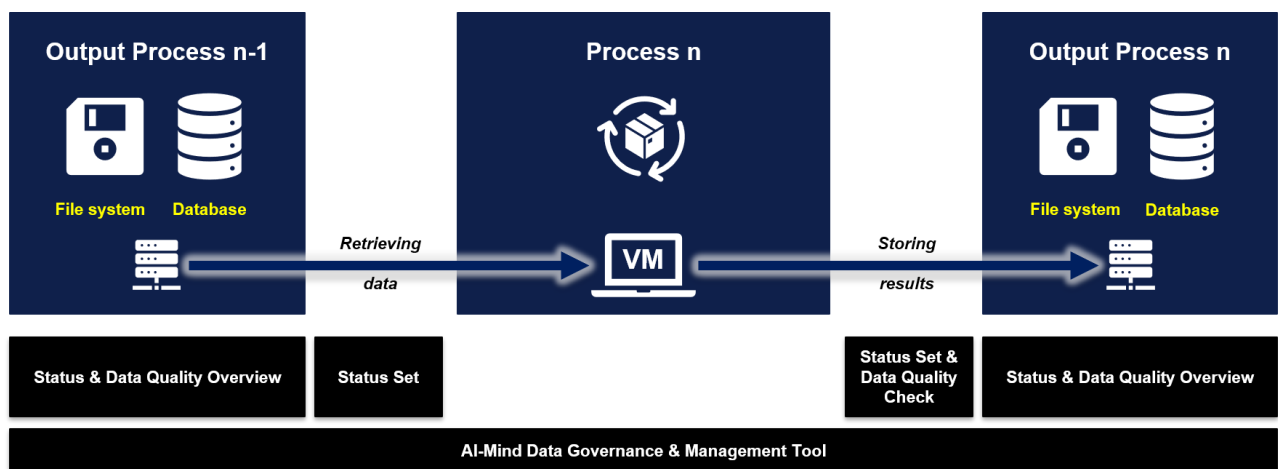 Output Process n-1
Process n
Output Process n
File system
Database
File system
Database
Retrieving
data
VM
Storing
results
Status & Data Quality Overview
Status Set
Status Set &
Data Quality
Check
Status & Data Quality Overview
AI-Mind Data Governance & Management Tool